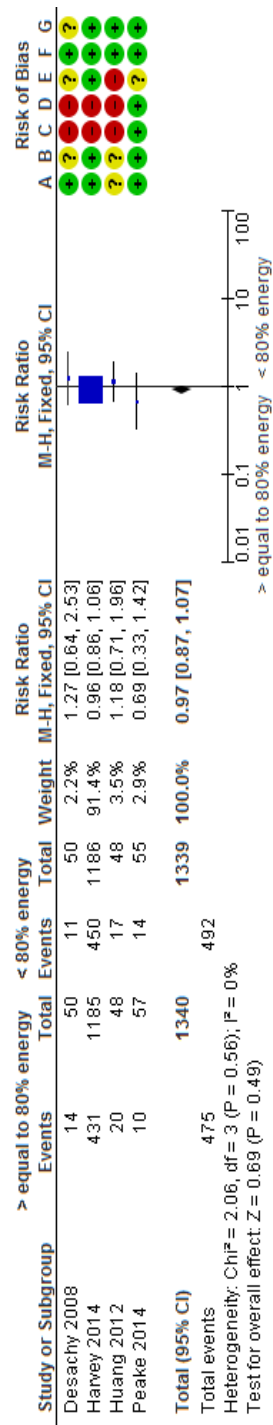 > equal to 80% energy < 80% energy Risk Ratio Risk Ratio Risk of Bias
Study or Subgroup Events Total Events Total Weight M-H, Fixed, 95% CI M-H, Fixed, 95% CI A B C D E F G
Desachy 2008 14 50 11 50 2.2% 1.27 [0.64, 2.53] + ? - - ? + ?
Harvey 2014 431 1185 450 1186 91.4% 0.96 [0.86, 1.06] + + - - + + +
Huang 2012 20 48 17 48 3.5% 1.18 [0.71, 1.96] ? ? - - - + +
Peake 2014 10 57 14 55 2.9% 0.69 [0.33, 1.42] + + + + ? + +
Total (95% CI) 1340 1339 100.0% 0.97 [0.87, 1.07]
Total events 475 492
Heterogeneity: Chi² = 2.06, df = 3 (P = 0.56); I² = 0%
Test for overall effect: Z = 0.69 (P = 0.49)
0.01 0.1 1 10 100
> equal to 80% energy < 80% energy